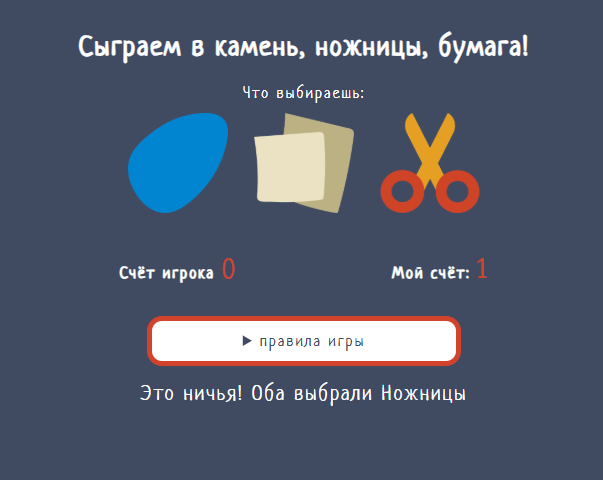 Сыграем в камень, ножницы, бумага!
Что выбираешь:
Счёт игрока 0 Мой счёт: 1
▶ правила игры
Это ничья! Оба выбрали Ножницы